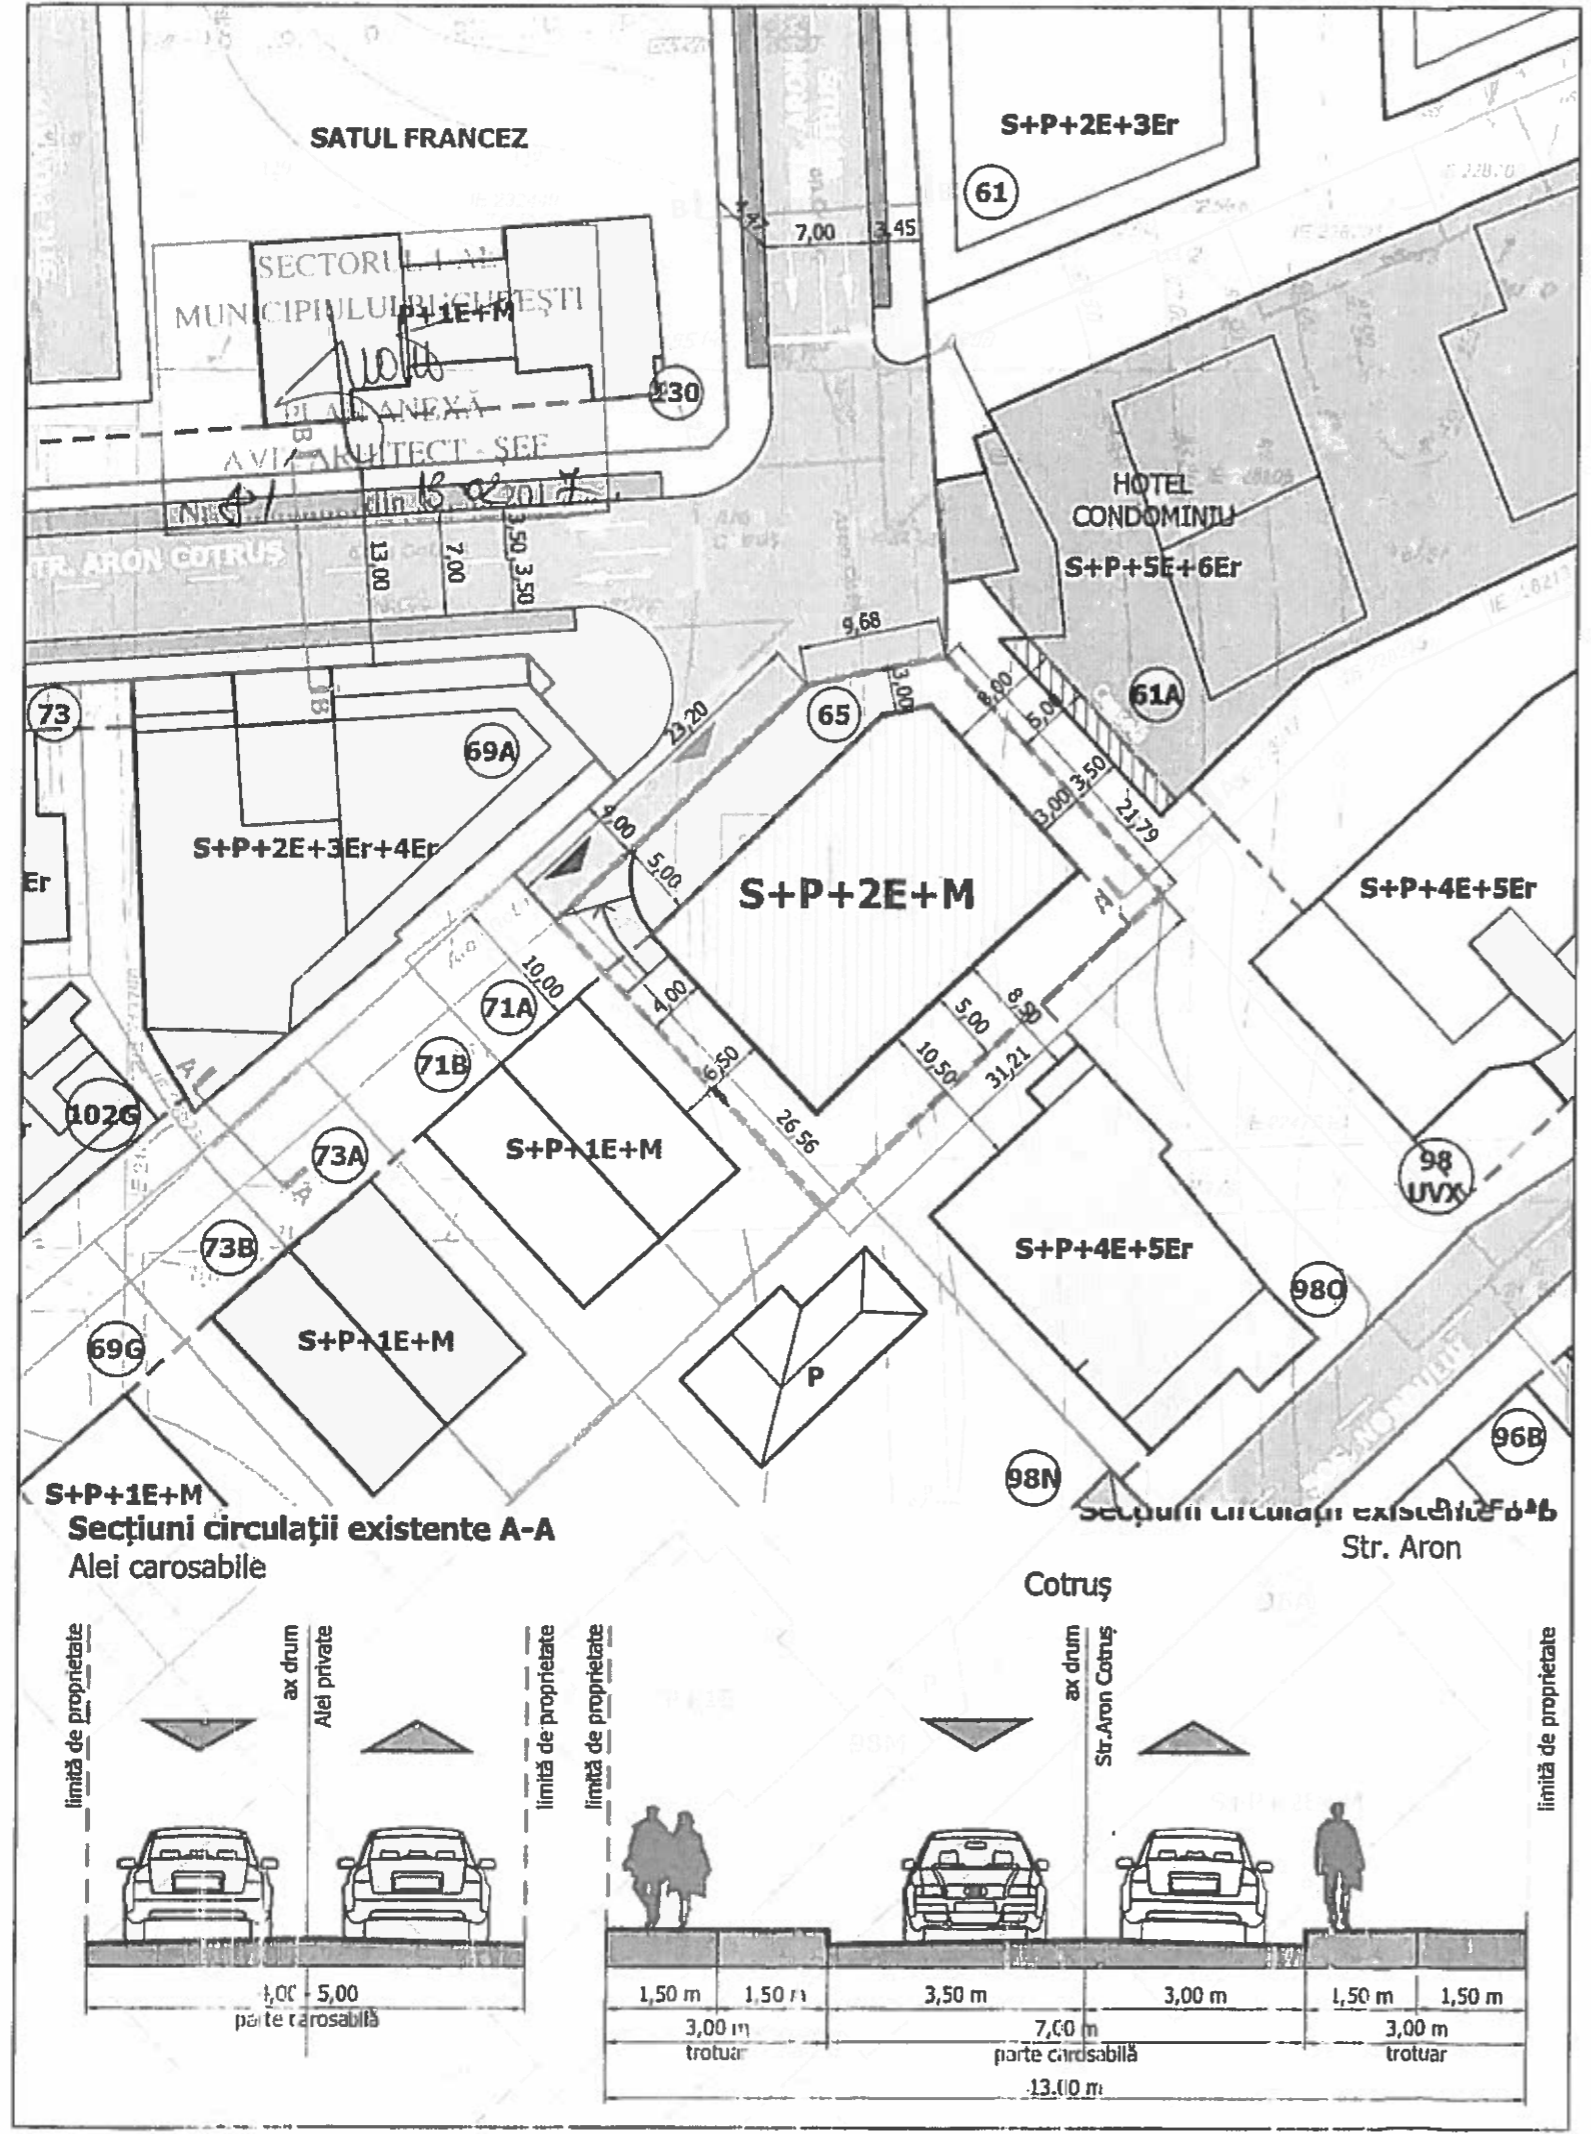 SATUL FRANCEZ
S+P+2E+3Er
61
7,00
3,45
SECTORUL 1 AL
MUNICIPIULUI BUCUREȘTI
P+1E+M
130
PLAN ANEXĂ
ARHITECT - ȘEF
HOTEL
CONDOMINIU
S+P+5E+6Er
STR. ARON COTRUȘ
13,00
7,00
3,50
3,50
B
B
9,68
3,00
8,00
5,00
61A
73
69A
65
23,20
3,50
3,00
21,79
S+P+2E+3Er+4Er
Er
5,00
S+P+2E+M
S+P+4E+5Er
10,00
71A
4,00
71B
6,50
8,50
5,00
10,50
31,21
A
102G
73A
A
S+P+1E+M
26,56
98
UVX
73B
S+P+4E+5Er
98O
69G
S+P+1E+M
P
96B
98N
S+P+1E+M
Secțiuni circulații existente A-A
Alei carosabile
Secțiuni circulații existente B-B
Str. Aron
Cotruș
limită de proprietate
ax drum
Alei private
limită de proprietate
limită de proprietate
ax drum
Str.Aron Cotruș
limită de proprietate
5,00
parte carosabilă
1,50 m
1,50 m
3,50 m
3,00 m
1,50 m
1,50 m
3,00 m
7,00 m
3,00 m
trotuar
parte carosabilă
trotuar
13.00 m